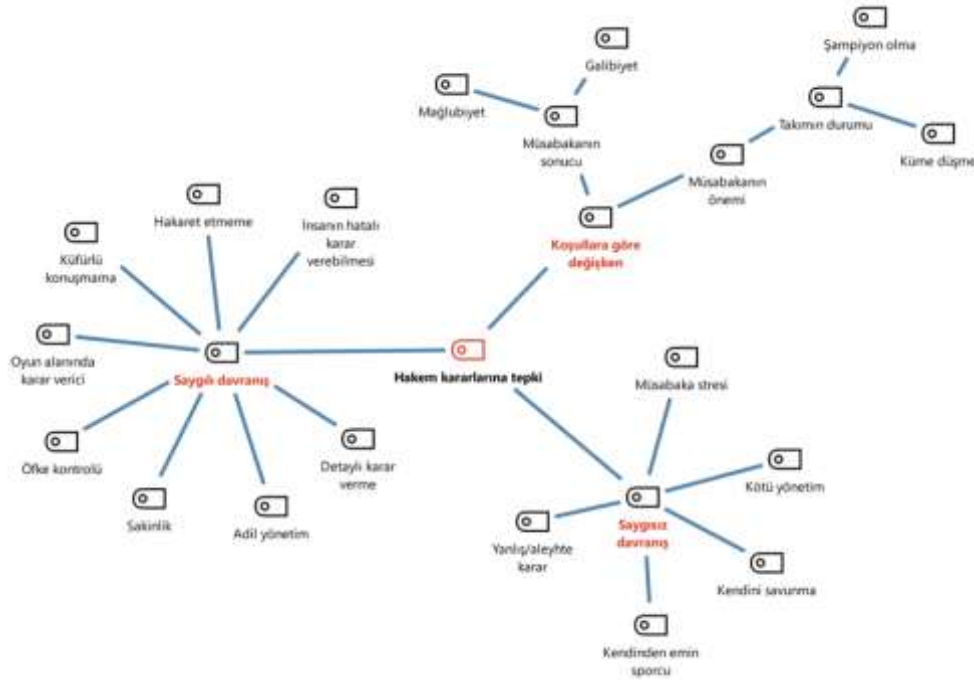 Şampiyon olma
Galibiyet
Mağlubiyet
Takımın durumu
Küme düşme
Müsabakanın
sonucu
Müsabakanın
önemi
Hakaret etmeme
İnsanın hatalı
karar
verebilmesi
Küfürlü
konuşmama
Koşullara göre
değişken
Oyun alanında
karar verici
Saygılı davranış
Hakem kararlarına tepki
Müsabaka stresi
Öfke kontrolü
Detaylı karar
verme
Sakinlik
Adil yönetim
Kötü yönetim
Saygısız
davranış
Yanlış/aleyhte
karar
Kendini savunma
Kendinden emin
sporcu